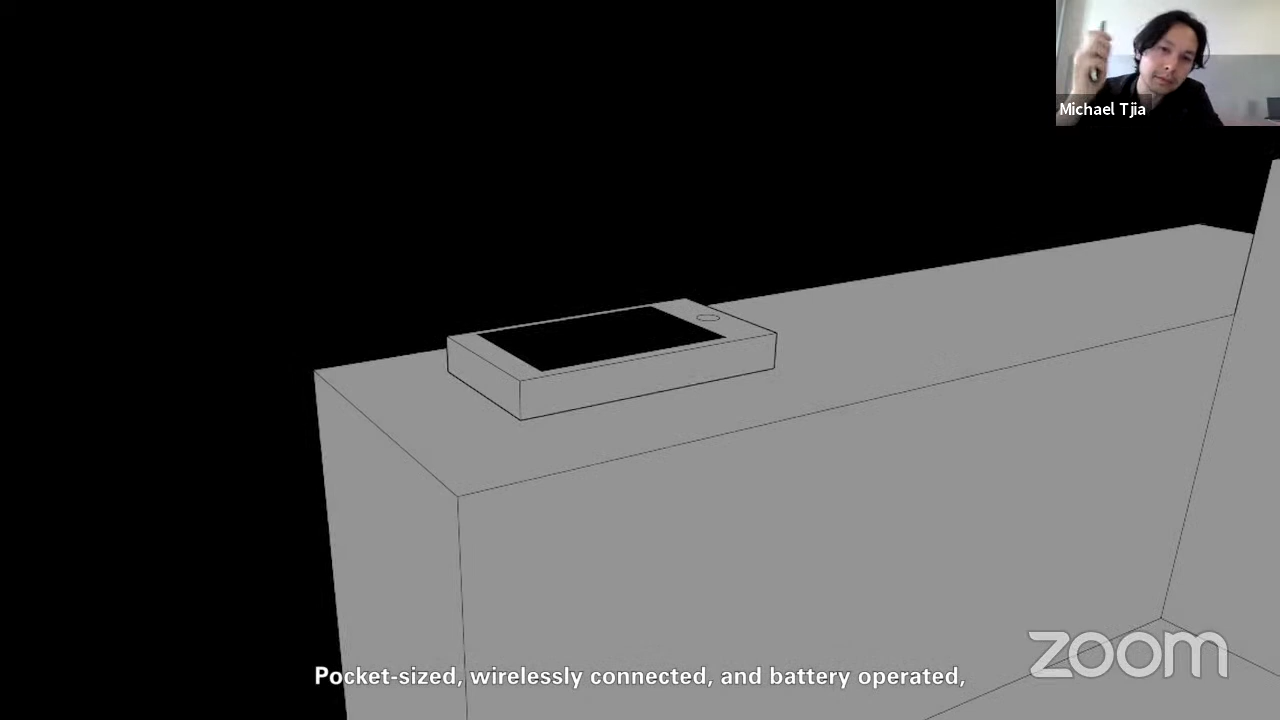 Michael Tjia
zoom
Pocket-sized, wirelessly connected, and battery operated,